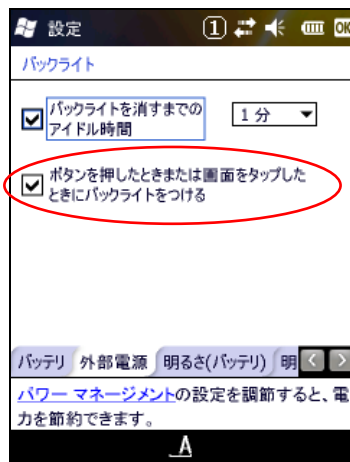 設定 1 OK
バックライト
バックライトを消すまでの
アイドル時間
1 分
ボタンを押したときまたは画面をタップした
ときにバックライトをつける
バッテリ 外部電源 明るさ(バッテリ) 明
パワー マネージメントの設定を調節すると、電
力を節約できます。
A